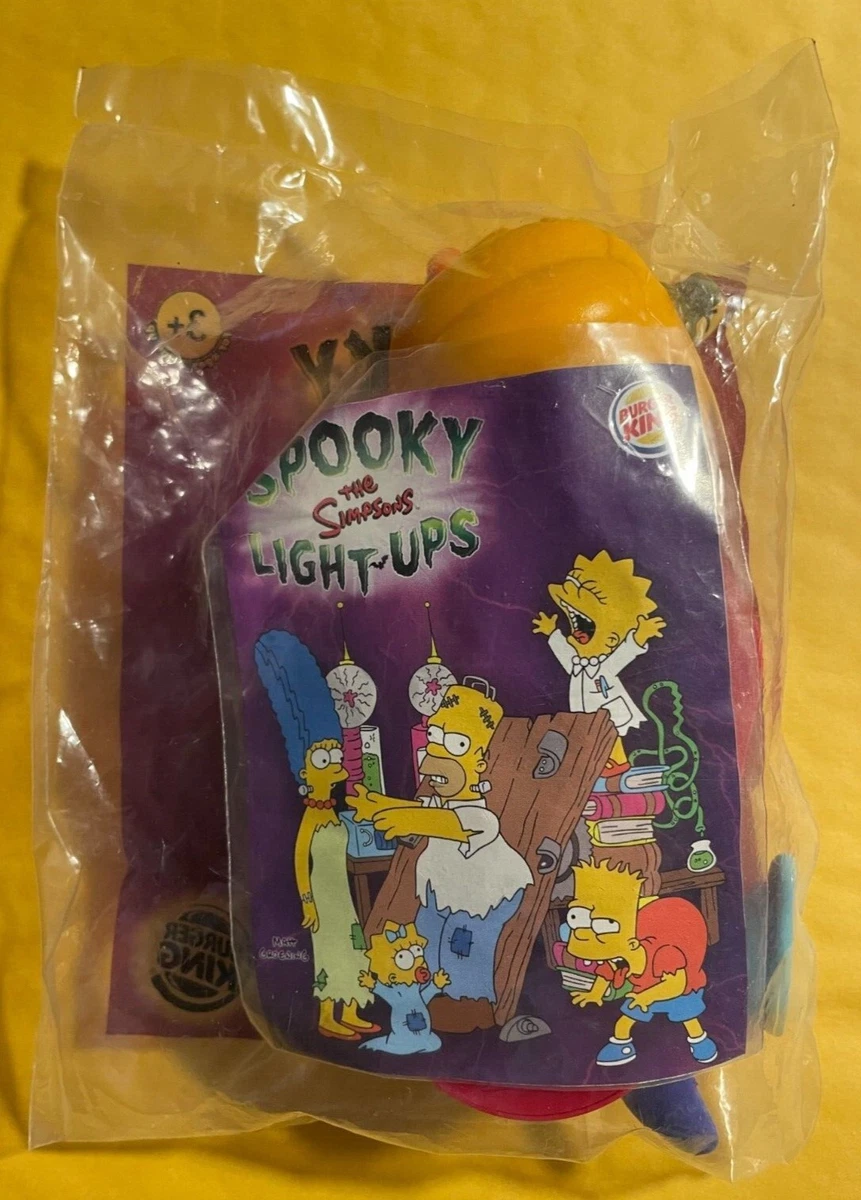 3+
BURGER
KING
SPOOKY
THE
SIMPSONS
LIGHT-UPS
MATT
GROENING
BURGER
KING